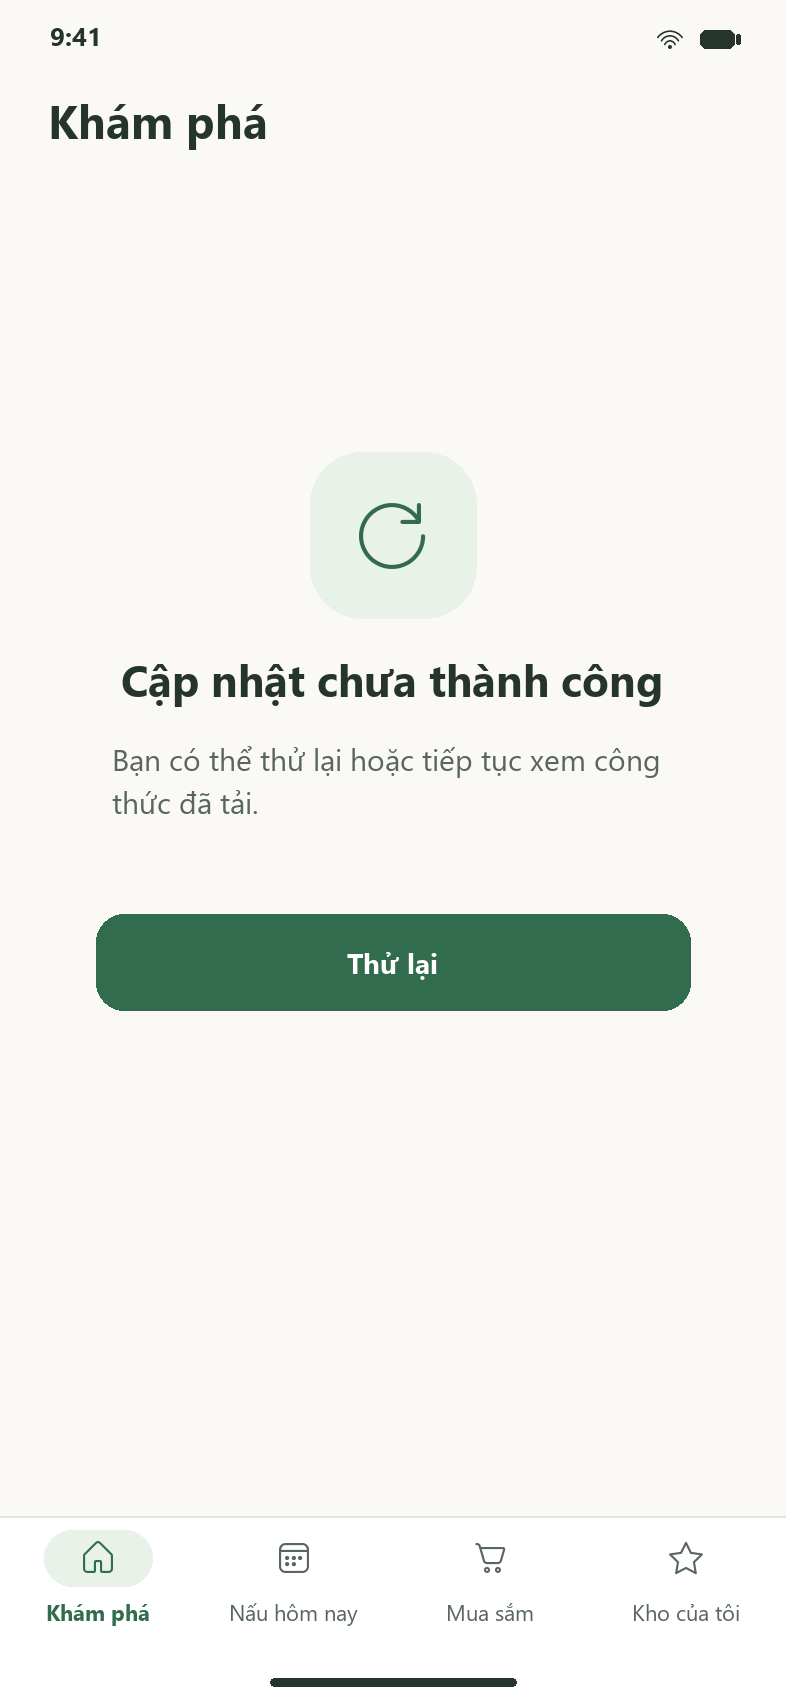 9:41
Khám phá
Cập nhật chưa thành công
Bạn có thể thử lại hoặc tiếp tục xem công
thức đã tải.
Thử lại
Khám phá
Nấu hôm nay
Mua sắm
Kho của tôi